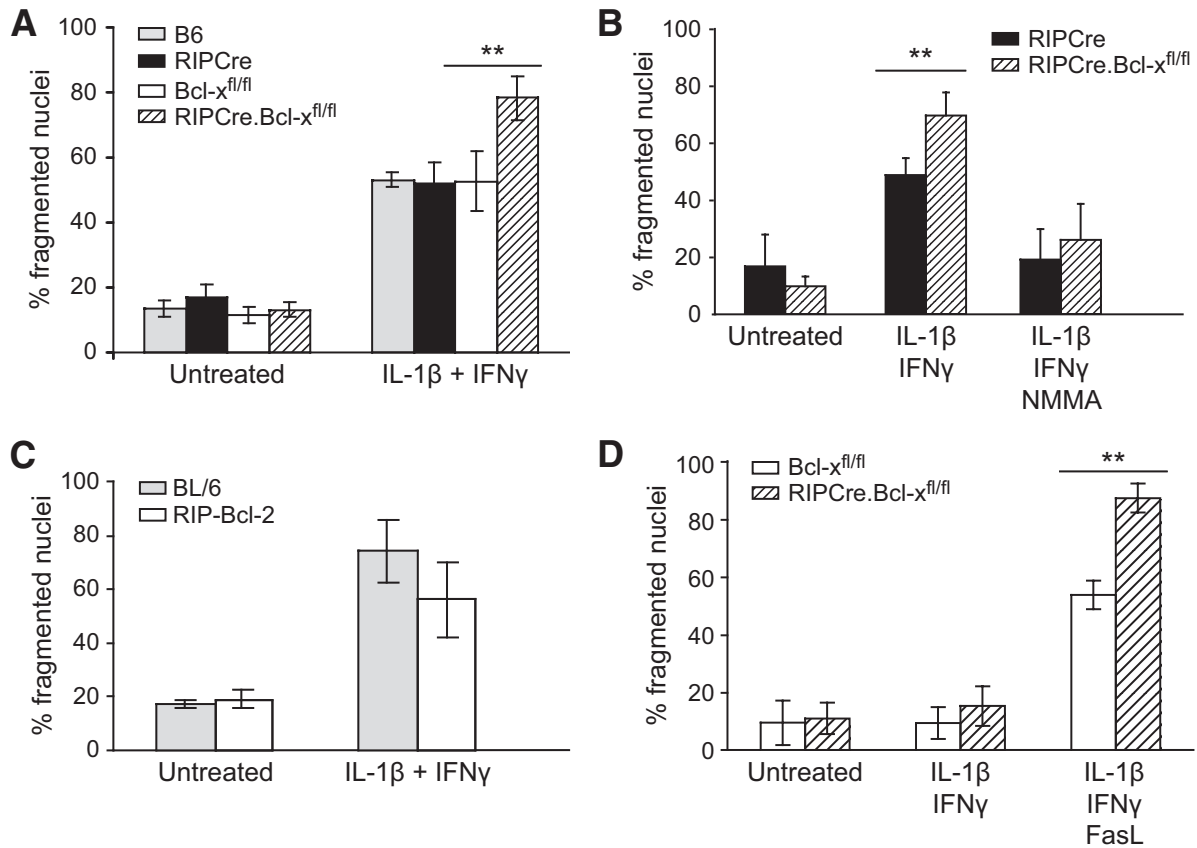 A
% fragmented nuclei
100
80
60
40
20
0
B6
RIPCre
Bcl-xfl/fl
RIPCre.Bcl-xfl/fl
**
Untreated
IL-1β + IFNγ
B
% fragmented nuclei
100
80
60
40
20
0
**
RIPCre
RIPCre.Bcl-xfl/fl
Untreated
IL-1β
IFNγ
IL-1β
IFNγ
NMMA
C
% fragmented nuclei
100
80
60
40
20
0
BL/6
RIP-Bcl-2
Untreated
IL-1β + IFNγ
D
% fragmented nuclei
100
80
60
40
20
0
Bcl-xfl/fl
RIPCre.Bcl-xfl/fl
**
Untreated
IL-1β
IFNγ
IL-1β
IFNγ
FasL